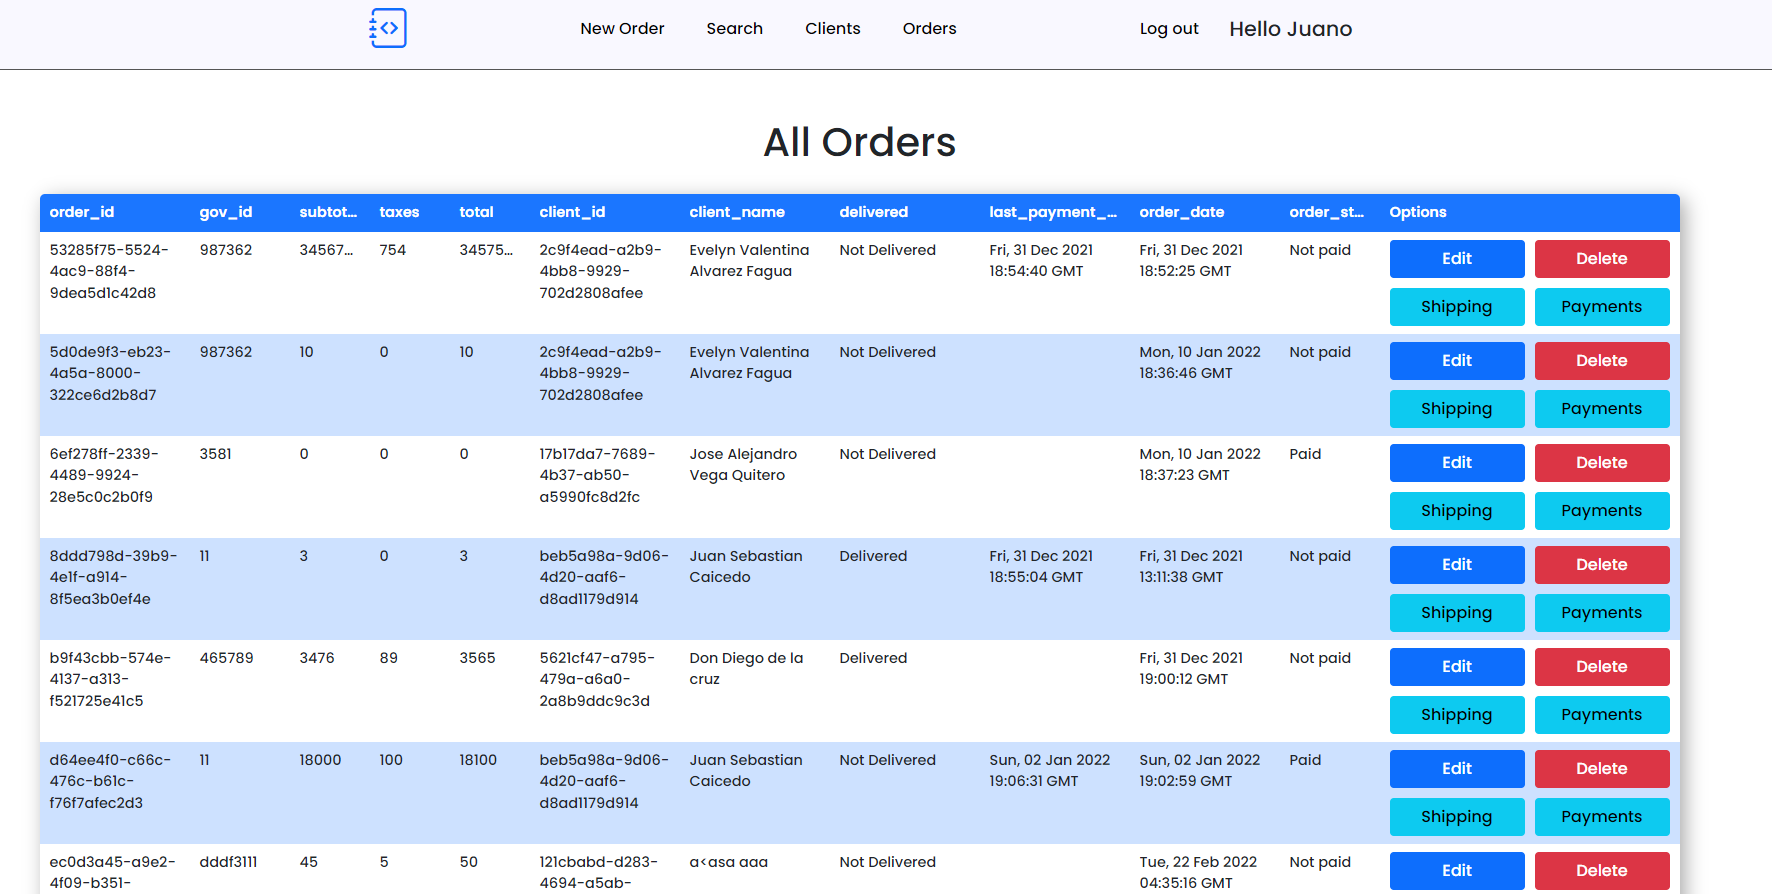 <>
New Order Search Clients Orders Log out Hello Juano
All Orders
order_id gov_id subtot... taxes total client_id client_name delivered last_payment_... order_date order_st... Options
53285f75-5524- 987362 34567... 754 34575... 2c9f4ead-a2b9- Evelyn Valentina Not Delivered Fri, 31 Dec 2021 Fri, 31 Dec 2021 Not paid Edit Delete
4ac9-88f4- 4bb8-9929- Alvarez Fagua 18:54:40 GMT 18:52:25 GMT
9dea5d1c42d8 702d2808afee Shipping Payments
5d0de9f3-eb23- 987362 10 0 10 2c9f4ead-a2b9- Evelyn Valentina Not Delivered Mon, 10 Jan 2022 Not paid Edit Delete
4a5a-8000- 4bb8-9929- Alvarez Fagua 18:36:46 GMT
322ce6d2b8d7 702d2808afee Shipping Payments
6ef278ff-2339- 3581 0 0 0 17b17da7-7689- Jose Alejandro Not Delivered Mon, 10 Jan 2022 Paid Edit Delete
4489-9924- 4b37-ab50- Vega Quitero 18:37:23 GMT
28e5c0c2b0f9 a5990fc8d2fc Shipping Payments
8ddd798d-39b9- 11 3 0 3 beb5a98a-9d06- Juan Sebastian Delivered Fri, 31 Dec 2021 Fri, 31 Dec 2021 Not paid Edit Delete
4e1f-a914- 4d20-aaf6- Caicedo 18:55:04 GMT 13:11:38 GMT
8f5ea3b0ef4e d8ad1179d914 Shipping Payments
b9f43cbb-574e- 465789 3476 89 3565 5621cf47-a795- Don Diego de la Delivered Fri, 31 Dec 2021 Not paid Edit Delete
4137-a313- 479a-a6a0- cruz 19:00:12 GMT
f521725e41c5 2a8b9ddc9c3d Shipping Payments
d64ee4f0-c66c- 11 18000 100 18100 beb5a98a-9d06- Juan Sebastian Not Delivered Sun, 02 Jan 2022 Sun, 02 Jan 2022 Paid Edit Delete
476c-b61c- 4d20-aaf6- Caicedo 19:06:31 GMT 19:02:59 GMT
f76f7afec2d3 d8ad1179d914 Shipping Payments
ec0d3a45-a9e2- dddf3111 45 5 50 121cbabd-d283- a<asa aaa Not Delivered Tue, 22 Feb 2022 Not paid Edit Delete
4f09-b351- 4694-a5ab- 04:35:16 GMT